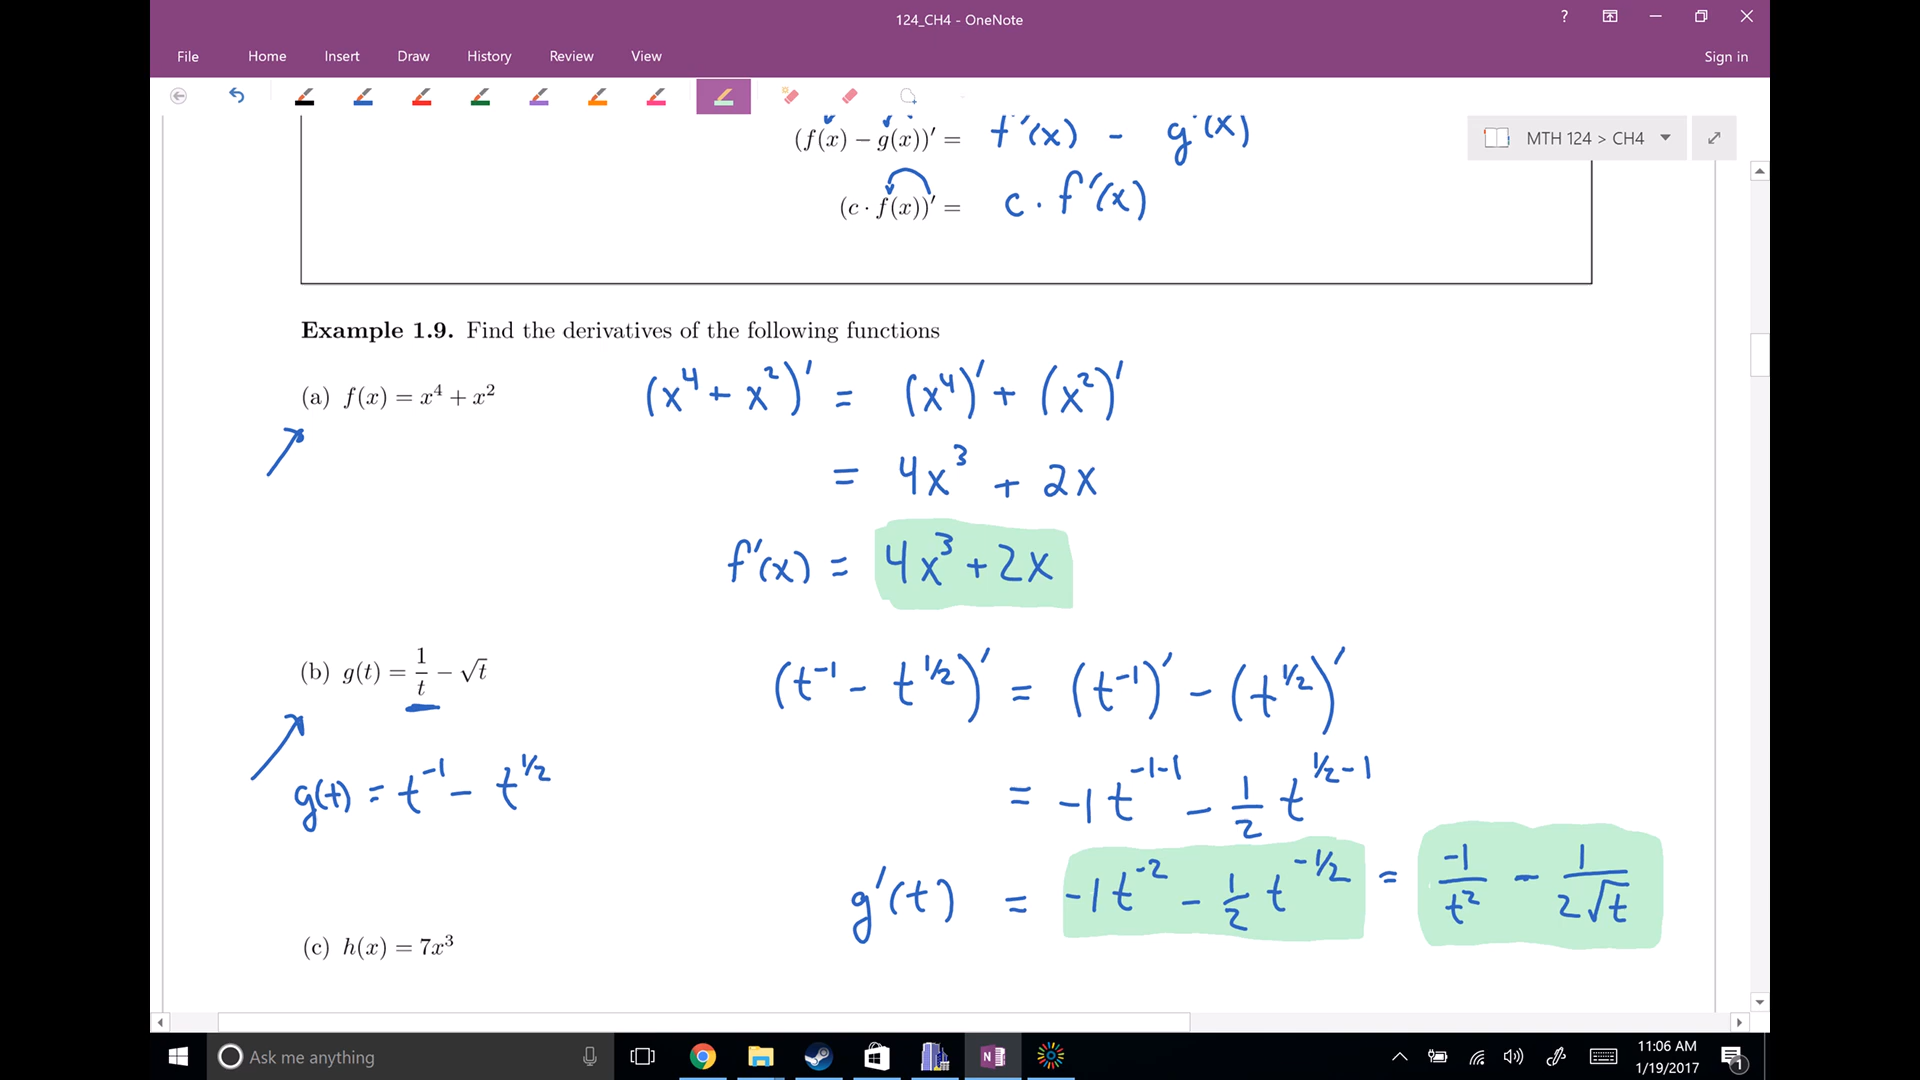 124_CH4 - OneNote
?
File Home Insert Draw History Review View Sign in
MTH 124 > CH4
(f(x) − g(x))′ = f′(x) - g′(x)
(c · f(x))′ = c · f′(x)
Example 1.9. Find the derivatives of the following functions
(a) f(x) = x⁴ + x² (x⁴ + x²)′ = (x⁴)′ + (x²)′
= 4x³ + 2x
f′(x) = 4x³ + 2x
(b) g(t) = 1/t − √t (t⁻¹ - t^{1/2})′ = (t⁻¹)′ - (t^{1/2})′
g(t) = t⁻¹ - t^{1/2} = -1t^{-1-1} - 1/2 t^{1/2-1}
g′(t) = -1t⁻² - 1/2 t^{-1/2} = -1/t² - 1/(2√t)
(c) h(x) = 7x³
Ask me anything
11:06 AM
1/19/2017
1